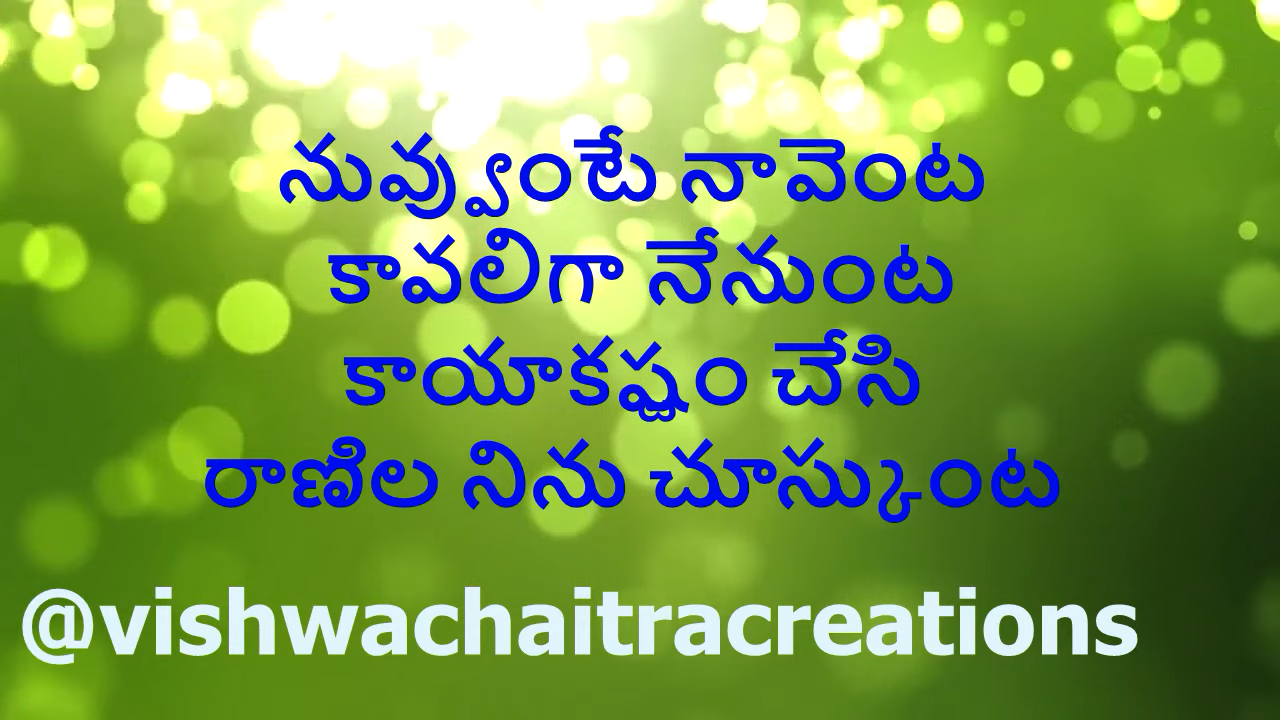 నువ్వుంటే నావెంట
కావలిగా నేనుంట
కాయాకష్టం చేసి
రాణిల నిను చూస్కుంట
@vishwachaitracreations